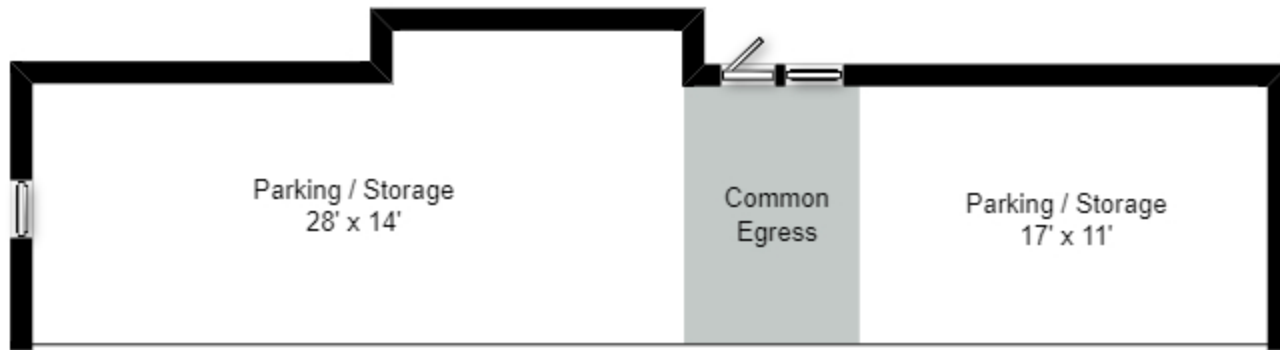 Parking / Storage
28' x 14'
Common
Egress
Parking / Storage
17' x 11'